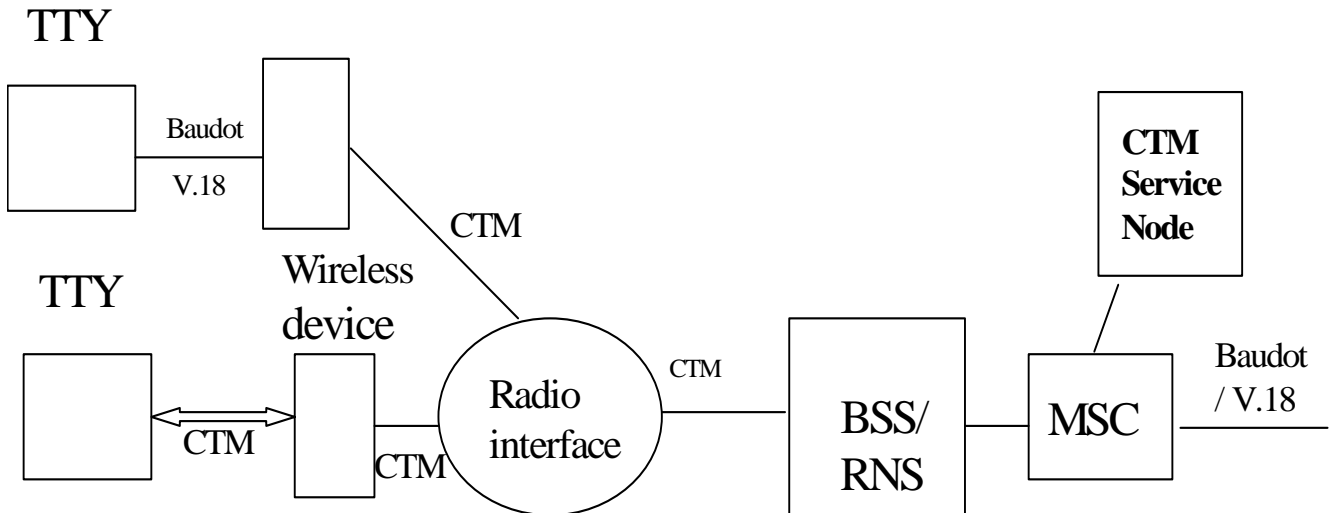 TTY
Baudot
V.18
CTM
Wireless
device
TTY
CTM
CTM
Radio
interface
CTM
BSS/
RNS
MSC
CTM
Service
Node
Baudot
/ V.18